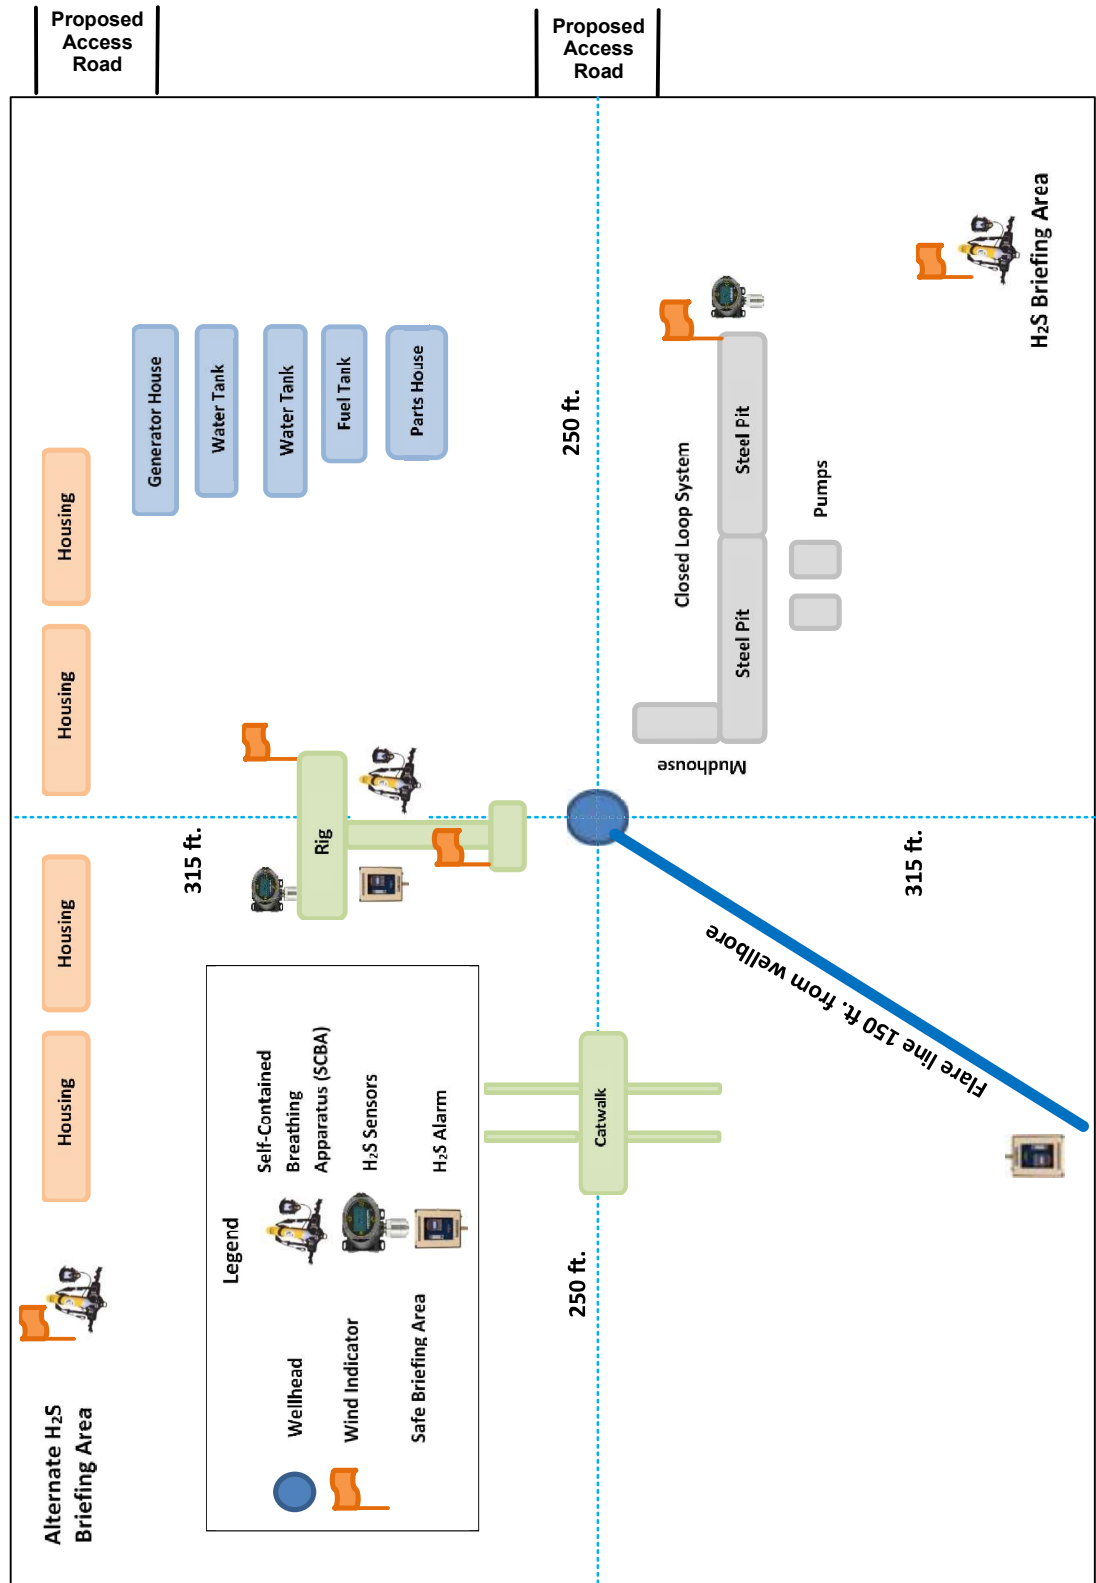 Proposed
Access
Road
Proposed
Access
Road
Housing
Housing
Housing
Housing
Generator House
Water Tank
Water Tank
Fuel Tank
Parts House
250 ft.
Closed Loop System
Steel Pit
Steel Pit
Pumps
Mudhouse
H₂S Briefing Area
315 ft.
Rig
315 ft.
Flare line 150 ft. from wellbore
Catwalk
250 ft.
Legend
Wellhead
Wind Indicator
Safe Briefing Area
Self-Contained
Breathing
Apparatus (SCBA)
H₂S Sensors
H₂S Alarm
Alternate H₂S
Briefing Area